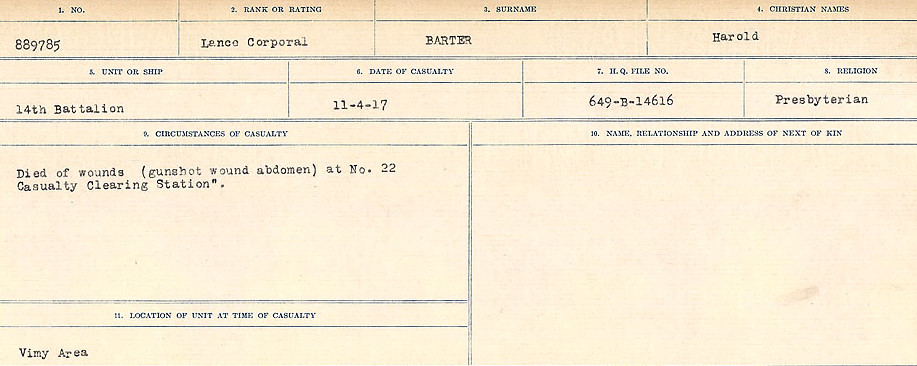 1. NO.
2. RANK OR RATING
3. SURNAME
4. CHRISTIAN NAMES
889785
Lance Corporal
BARTER
Harold
5. UNIT OR SHIP
6. DATE OF CASUALTY
7. H.Q. FILE NO.
8. RELIGION
14th Battalion
11-4-17
649-B-14616
Presbyterian
9. CIRCUMSTANCES OF CASUALTY
10. NAME, RELATIONSHIP AND ADDRESS OF NEXT OF KIN
Died of wounds (gunshot wound abdomen) at No. 22
Casualty Clearing Station".
11. LOCATION OF UNIT AT TIME OF CASUALTY
Vimy Area